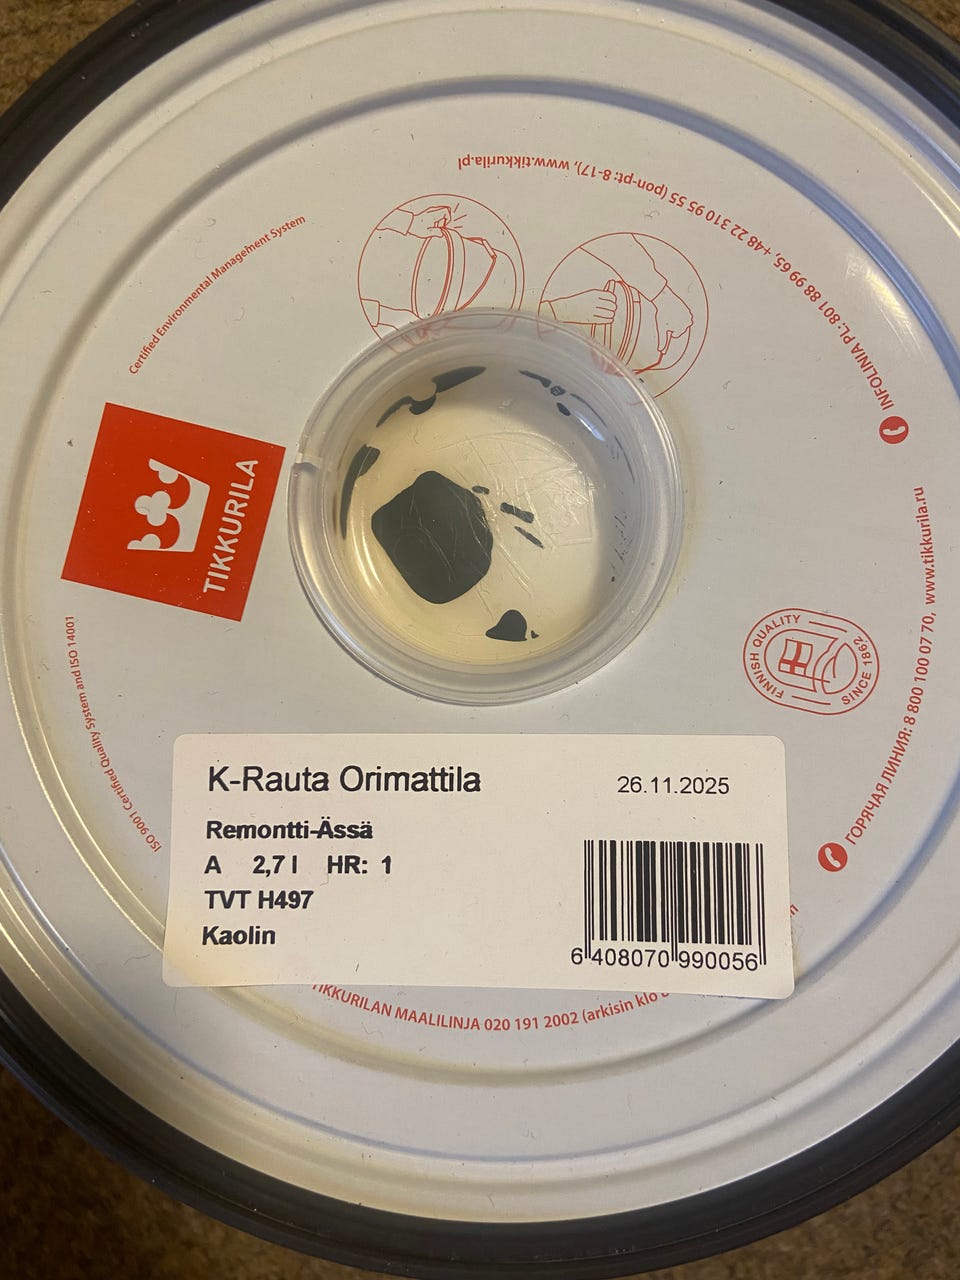 INFOLINIA PL: 801 88 99 65, +48 22 310 95 55 (pon-pt: 8-17), www.tikkurila.pl
Certified Environmental Management System
TIKKURILA
ISO 9001 Certified Quality System and ISO 14001
FINNISH QUALITY
SINCE 1862
ГОРЯЧАЯ ЛИНИЯ: 8 800 100 07 70, www.tikkurila.ru
K-Rauta Orimattila 26.11.2025
Remontti-Ässä
A 2,7 l HR: 1
TVT H497
Kaolin
6 408070 990056
TIKKURILAN MAALILINJA 020 191 2002 (arkisin klo